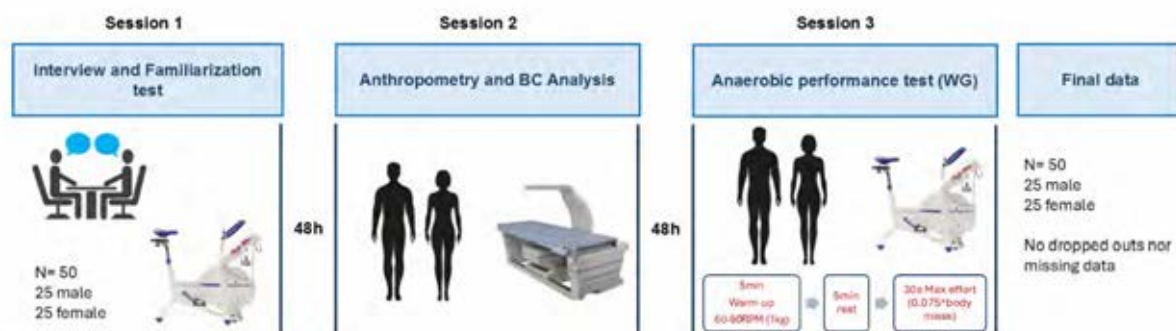 Session 1
Session 2
Session 3
Interview and Familiarization
test
Anthropometry and BC Analysis
Anaerobic performance test (WG)
Final data
N= 50
25 male
25 female
48h
48h
5min
Warm up
60-90RPM (1kg)
5min
rest
30s Max effort
(0.075*body
mass)
N= 50
25 male
25 female
No dropped outs nor
missing data